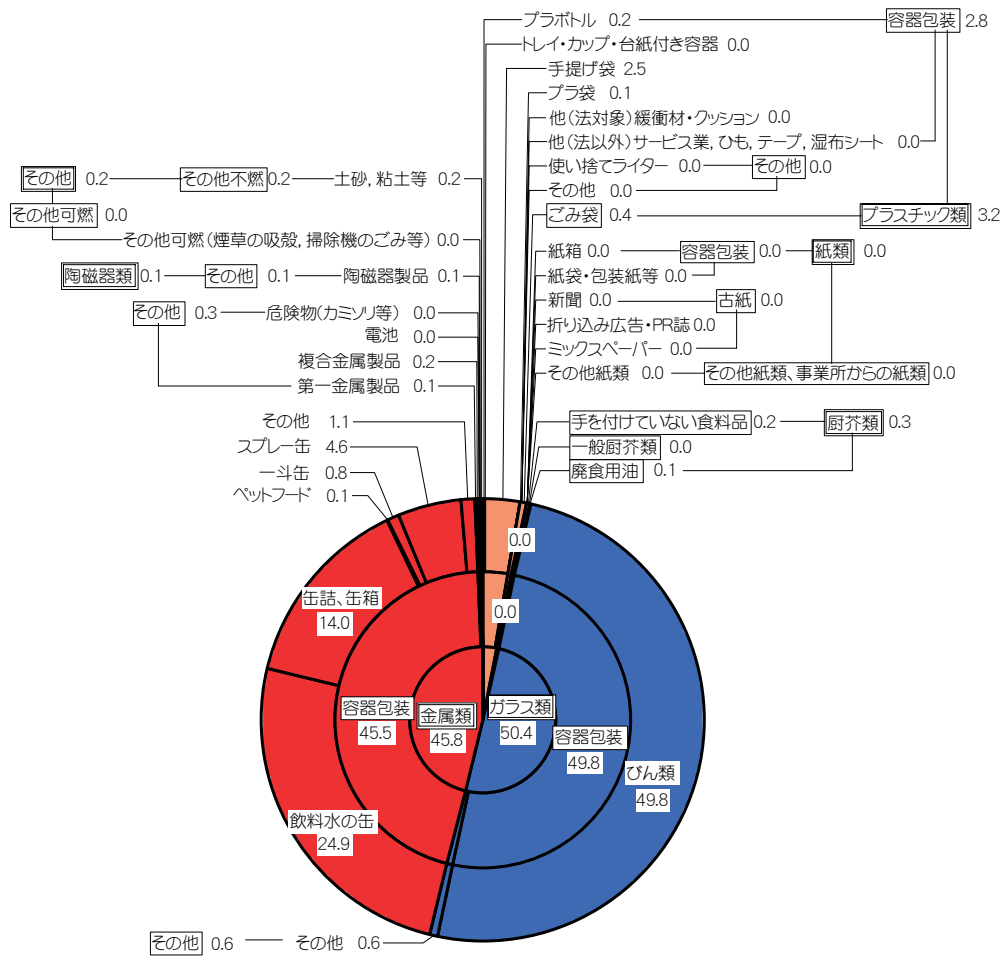 プラボトル 0.2 容器包装 2.8
トレイ・カップ・台紙付き容器 0.0
手提げ袋 2.5
プラ袋 0.1
他(法対象)緩衝材・クッション 0.0
他(法以外)サービス業, ひも, テープ, 湿布シート 0.0
使い捨てライター 0.0 その他 0.0
その他 0.0
ごみ袋 0.4 プラスチック類 3.2
紙箱 0.0 容器包装 0.0 紙類 0.0
紙袋・包装紙等 0.0
新聞 0.0 古紙 0.0
折り込み広告・PR誌 0.0
ミックスペーパー 0.0
その他紙類 0.0 その他紙類、事業所からの紙類 0.0
手を付けていない食料品 0.2 厨芥類 0.3
一般厨芥類 0.0
廃食用油 0.1
その他 0.2 その他不燃 0.2 土砂, 粘土等 0.2
その他可燃 0.0
その他可燃(煙草の吸殻, 掃除機のごみ等) 0.0
陶磁器類 0.1 その他 0.1 陶磁器製品 0.1
その他 0.3 危険物(カミソリ等) 0.0
電池 0.0
複合金属製品 0.2
第一金属製品 0.1
その他 1.1
スプレー缶 4.6
一斗缶 0.8
ペットフード 0.1
0.0
0.0
缶詰、缶箱
14.0
容器包装
45.5
金属類
45.8
ガラス類
50.4
容器包装
49.8
びん類
49.8
飲料水の缶
24.9
その他 0.6 その他 0.6